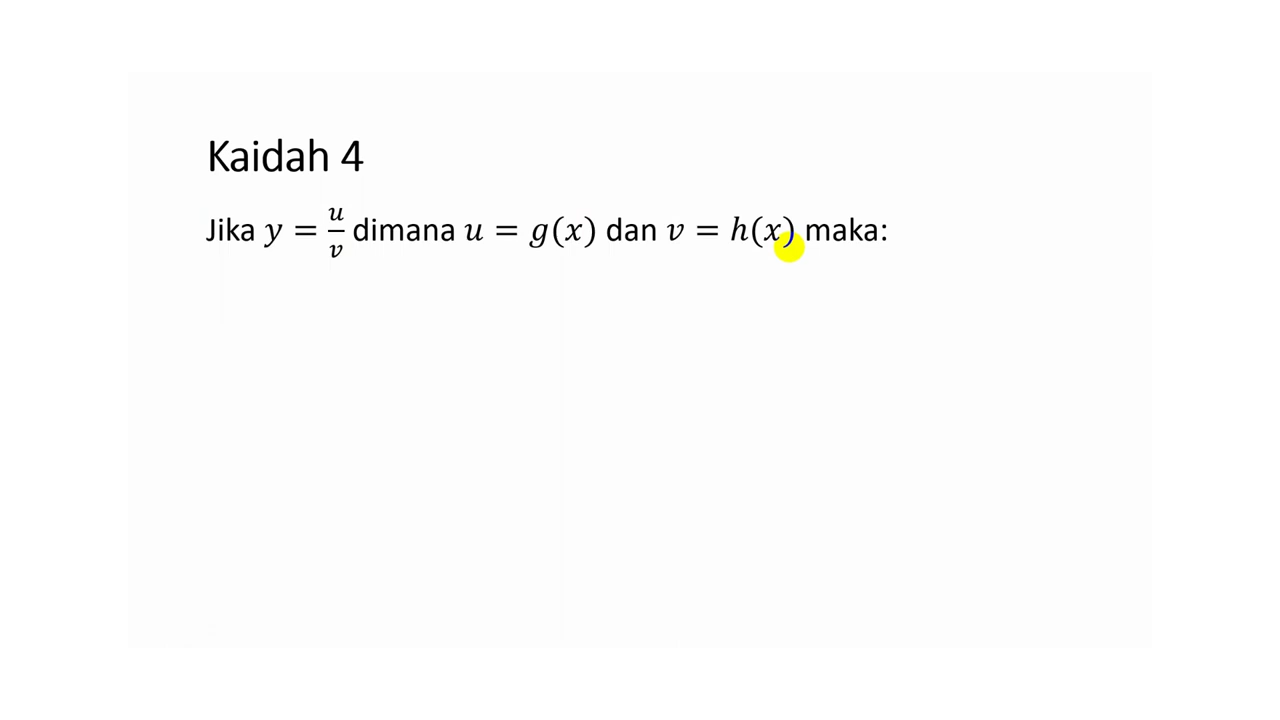 Kaidah 4
Jika y = u/v dimana u = g(x) dan v = h(x) maka: